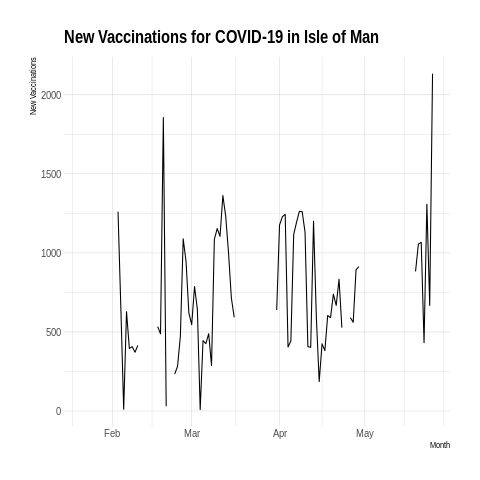 New Vaccinations for COVID-19 in Isle of Man
New Vaccinations
2000
1500
1000
500
0
Feb Mar Apr May
Month